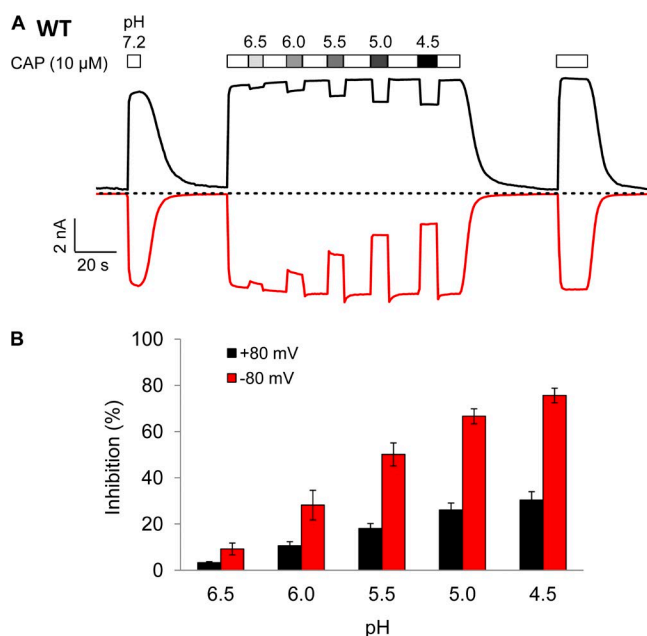 A WT
pH
7.2 6.5 6.0 5.5 5.0 4.5
CAP (10 µM)
2 nA
20 s
B
100
80
60
40
20
0
Inhibition (%)
+80 mV
-80 mV
6.5 6.0 5.5 5.0 4.5
pH